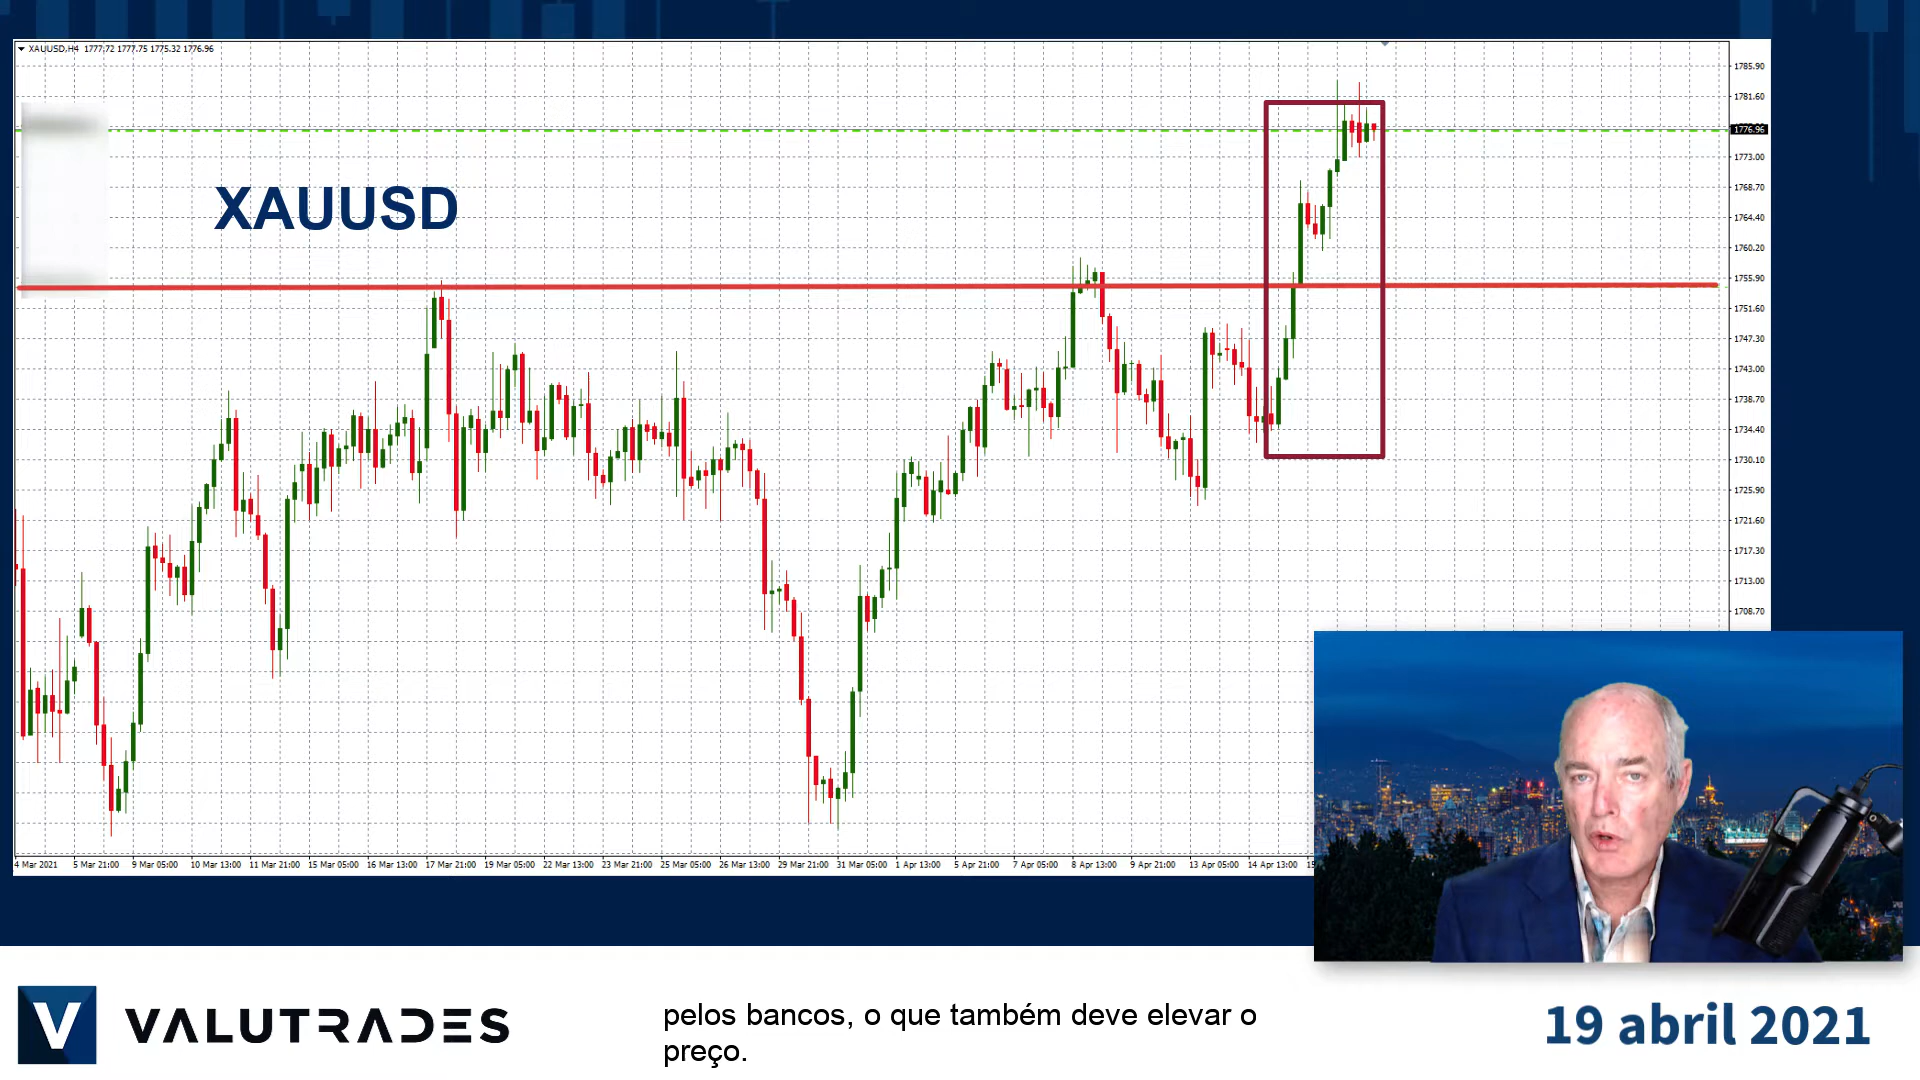 XAUUSD,H4 1777.72 1777.75 1775.32 1776.96
XAUUSD
1785.90
1781.60
1776.96
1773.00
1768.70
1764.40
1760.20
1755.90
1751.60
1747.30
1743.00
1738.70
1734.40
1730.10
1725.90
1721.60
1717.30
1713.00
1708.70
4 Mar 2021 5 Mar 21:00 9 Mar 05:00 10 Mar 13:00 11 Mar 21:00 15 Mar 05:00 16 Mar 13:00 17 Mar 21:00 19 Mar 05:00 22 Mar 13:00 23 Mar 21:00 25 Mar 05:00 26 Mar 13:00 29 Mar 21:00 31 Mar 05:00 1 Apr 13:00 5 Apr 21:00 7 Apr 05:00 8 Apr 13:00 9 Apr 21:00 13 Apr 05:00 14 Apr 13:00
VALUTRADES
pelos bancos, o que também deve elevar o
preço.
19 abril 2021